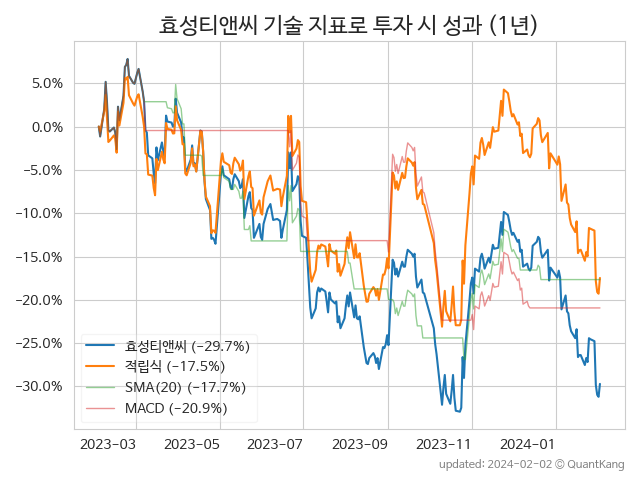 효성티앤씨 기술 지표로 투자 시 성과 (1년)
5.0%
0.0%
−5.0%
−10.0%
−15.0%
−20.0%
−25.0%
−30.0%
효성티앤씨 (−29.7%)
적립식 (−17.5%)
SMA(20) (−17.7%)
MACD (−20.9%)
2023-03 2023-05 2023-07 2023-09 2023-11 2024-01
updated: 2024-02-02 © QuantKang